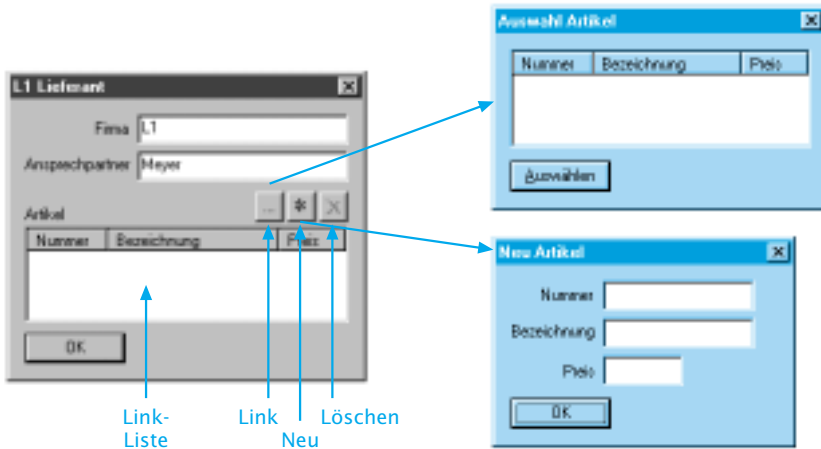 L1 Lieferant
Firma L1
Ansprechpartner Meyer
Artikel ... * X
Nummer Bezeichnung Preis
OK
Link-
Liste
Link
Neu
Löschen
Auswahl Artikel
Nummer Bezeichnung Preis
Auswählen
Neu Artikel
Nummer
Bezeichnung
Preis
OK